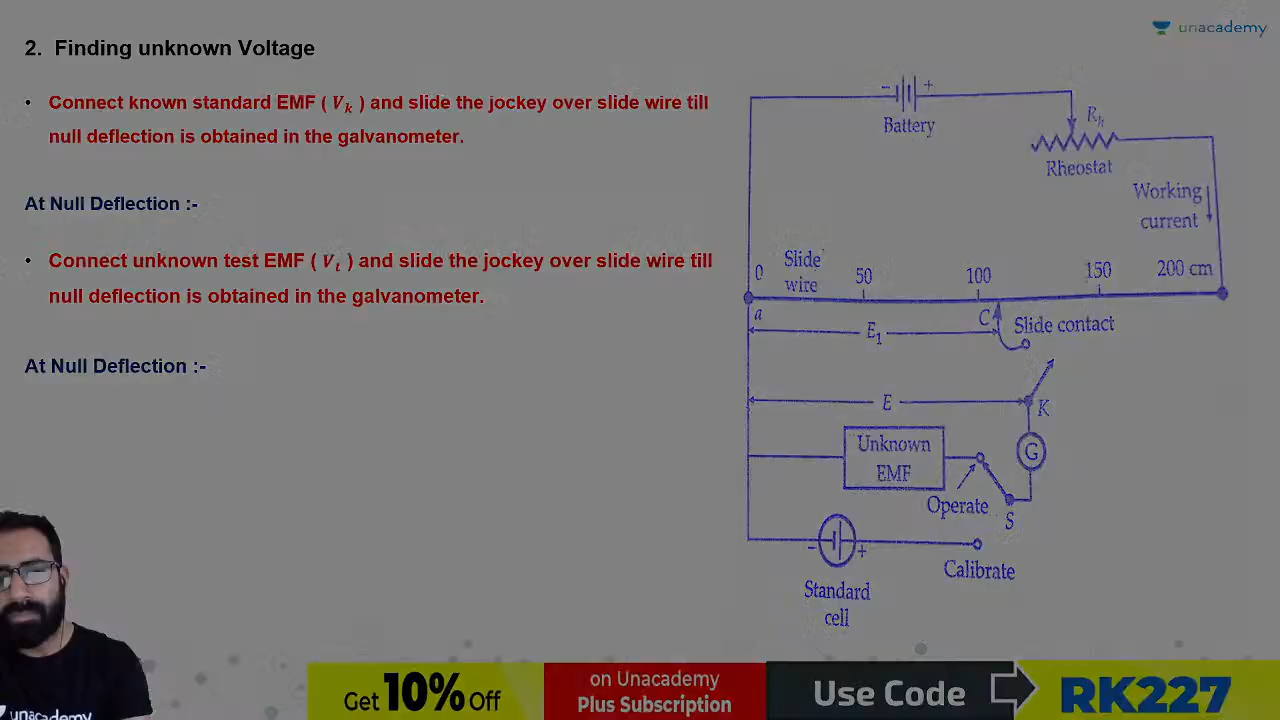 unacademy
2. Finding unknown Voltage
• Connect known standard EMF ( Vk ) and slide the jockey over slide wire till
null deflection is obtained in the galvanometer.
At Null Deflection :-
• Connect unknown test EMF ( Vt ) and slide the jockey over slide wire till
null deflection is obtained in the galvanometer.
At Null Deflection :-
− +
Battery
Rh
Rheostat
Working
current
0 Slide wire 50 100 150 200 cm
a
C Slide contact
E1
E
K
G
Unknown
EMF
Operate
S
− +
Calibrate
Standard
cell
unacademy
Get 10% Off
on Unacademy
Plus Subscription
Use Code
RK227